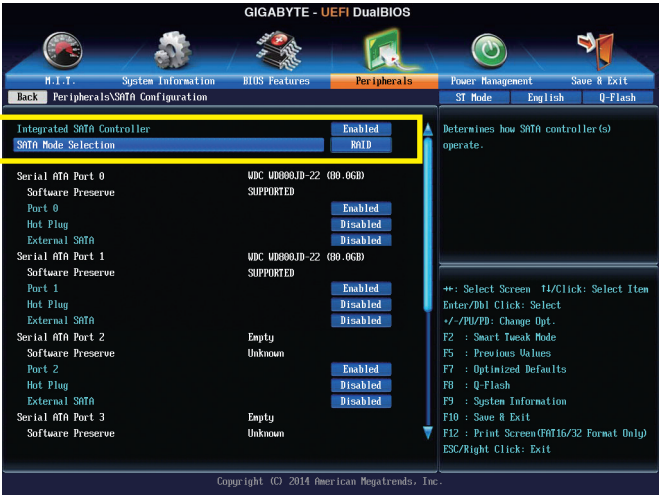 GIGABYTE - UEFI DualBIOS
M.I.T. System Information BIOS Features Peripherals Power Management Save & Exit
Back Peripherals\SATA Configuration ST Mode English Q-Flash
Integrated SATA Controller Enabled
SATA Mode Selection RAID
Serial ATA Port 0 WDC WD800JD-22 (80.0GB)
Software Preserve SUPPORTED
Port 0 Enabled
Hot Plug Disabled
External SATA Disabled
Serial ATA Port 1 WDC WD800JD-22 (80.0GB)
Software Preserve SUPPORTED
Port 1 Enabled
Hot Plug Disabled
External SATA Disabled
Serial ATA Port 2 Empty
Software Preserve Unknown
Port 2 Enabled
Hot Plug Disabled
External SATA Disabled
Serial ATA Port 3 Empty
Software Preserve Unknown
Determines how SATA controller(s)
operate.
→←: Select Screen ↑↓/Click: Select Item
Enter/Dbl Click: Select
+/-/PU/PD: Change Opt.
F2 : Smart Tweak Mode
F5 : Previous Values
F7 : Optimized Defaults
F8 : Q-Flash
F9 : System Information
F10 : Save & Exit
F12 : Print Screen(FAT16/32 Format Only)
ESC/Right Click: Exit
Copyright (C) 2014 American Megatrends, Inc.